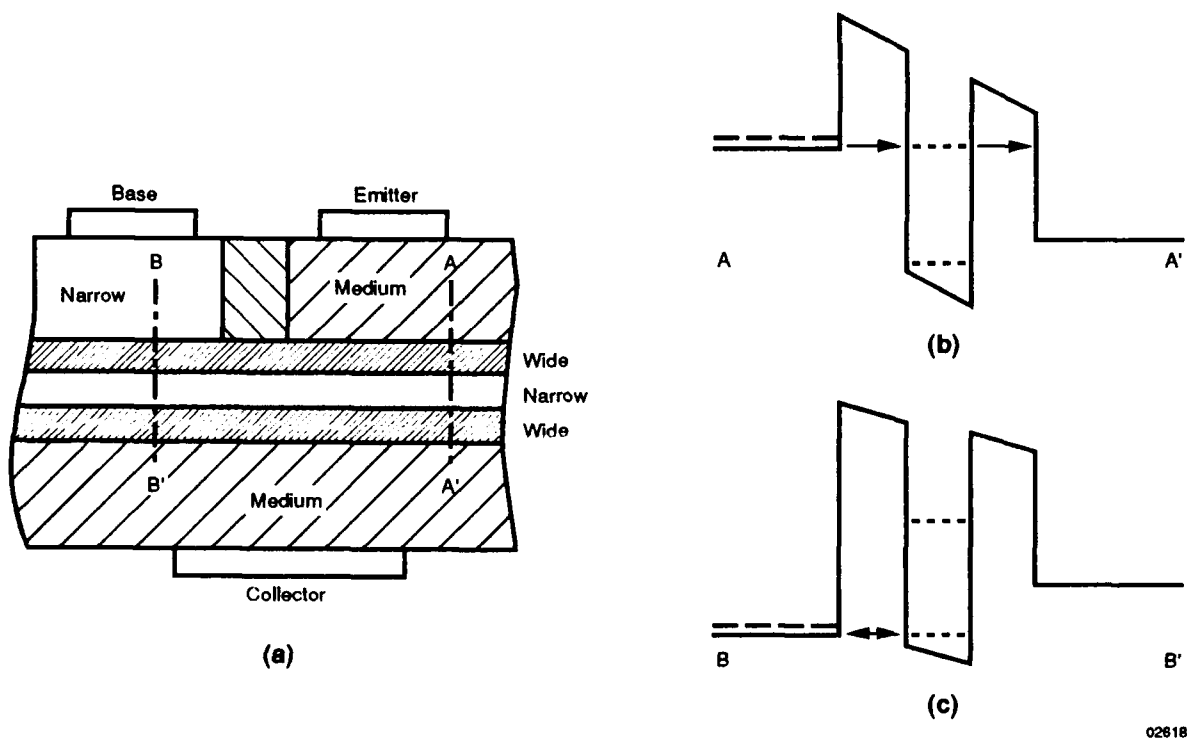 Base
Emitter
B
A
Narrow
Medium
Wide
Narrow
Wide
B'
A'
Medium
Collector
(a)
A
A'
(b)
B
B'
(c)
02618